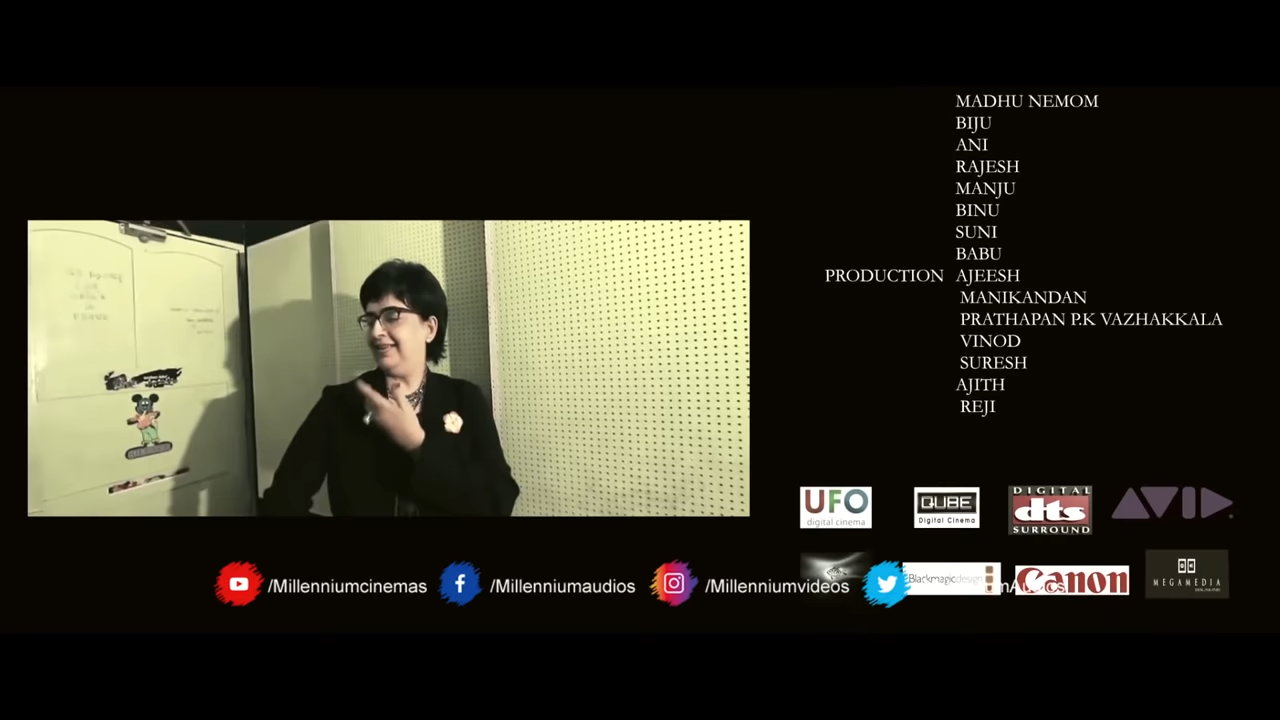 MADHU NEMOM
BIJU
ANI
RAJESH
MANJU
BINU
SUNI
BABU
PRODUCTION AJEESH
MANIKANDAN
PRATHAPAN P.K VAZHAKKALA
VINOD
SURESH
AJITH
REJI
UFO
digital cinema
QUBE
Digital Cinema
DIGITAL
dts
SURROUND
AVID
/Millenniumcinemas
/Millenniumaudios
/Millenniumvideos
Blackmagicdesign
Canon
MEGAMEDIA